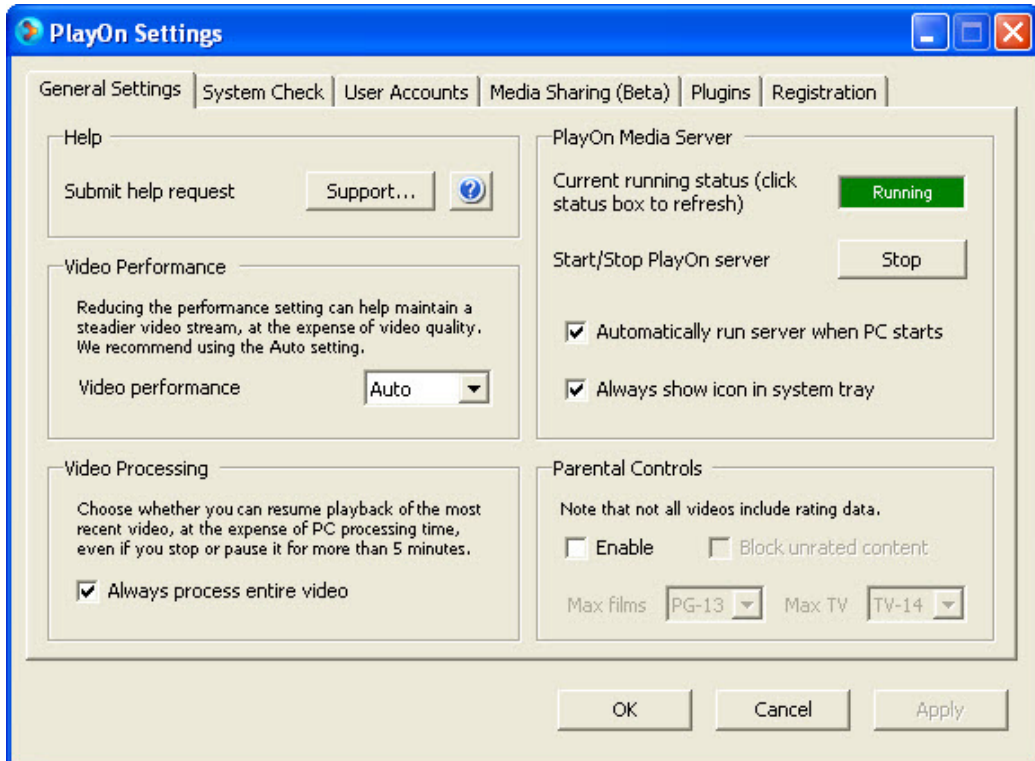 PlayOn Settings
General Settings
System Check
User Accounts
Media Sharing (Beta)
Plugins
Registration
Help
Submit help request
Support...
?
Video Performance
Reducing the performance setting can help maintain a
steadier video stream, at the expense of video quality.
We recommend using the Auto setting.
Video performance
Auto
Video Processing
Choose whether you can resume playback of the most
recent video, at the expense of PC processing time,
even if you stop or pause it for more than 5 minutes.
Always process entire video
PlayOn Media Server
Current running status (click
status box to refresh)
Running
Start/Stop PlayOn server
Stop
Automatically run server when PC starts
Always show icon in system tray
Parental Controls
Note that not all videos include rating data.
Enable
Block unrated content
Max films
PG-13
Max TV
TV-14
OK
Cancel
Apply